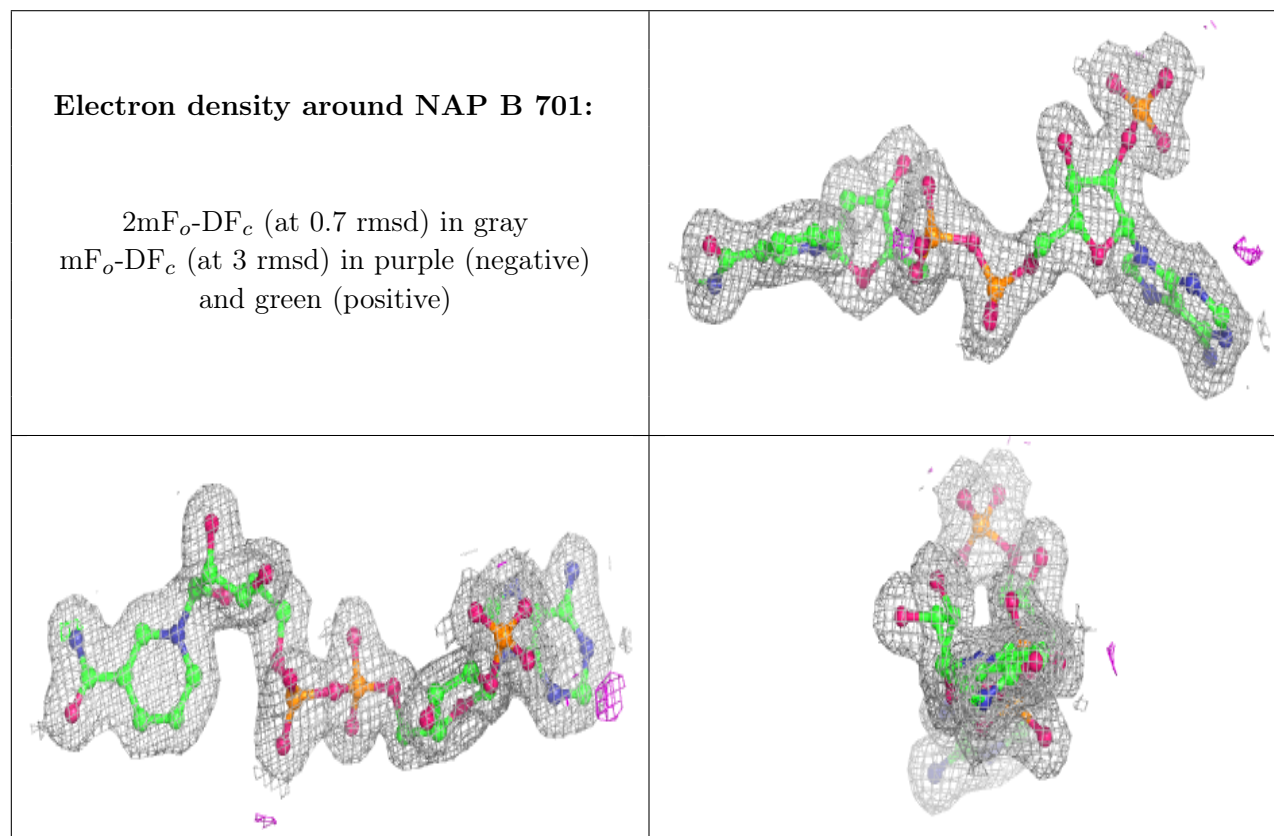 Electron density around NAP B 701:
2mFo-DFc (at 0.7 rmsd) in gray
mFo-DFc (at 3 rmsd) in purple (negative)
and green (positive)